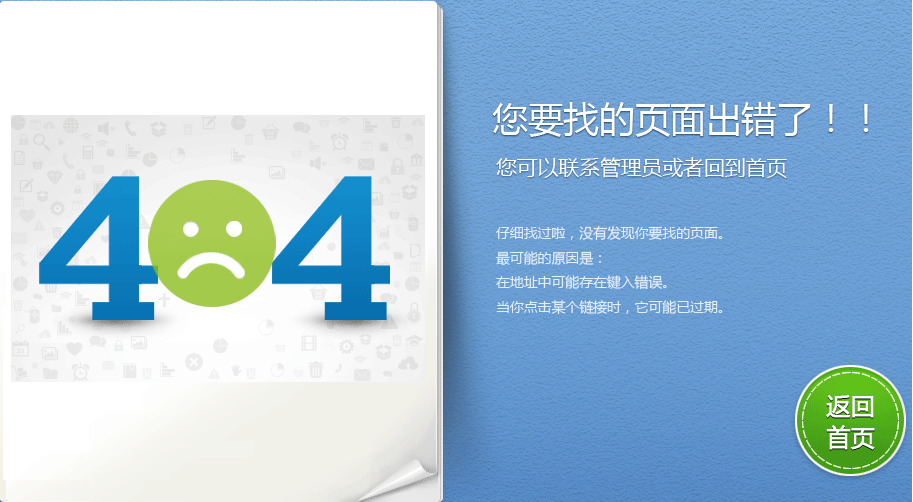 404
您要找的页面出错了！！
您可以联系管理员或者回到首页
仔细找过啦，没有发现你要找的页面。
最可能的原因是：
在地址中可能存在键入错误。
当你点击某个链接时，它可能已过期。
返回
首页